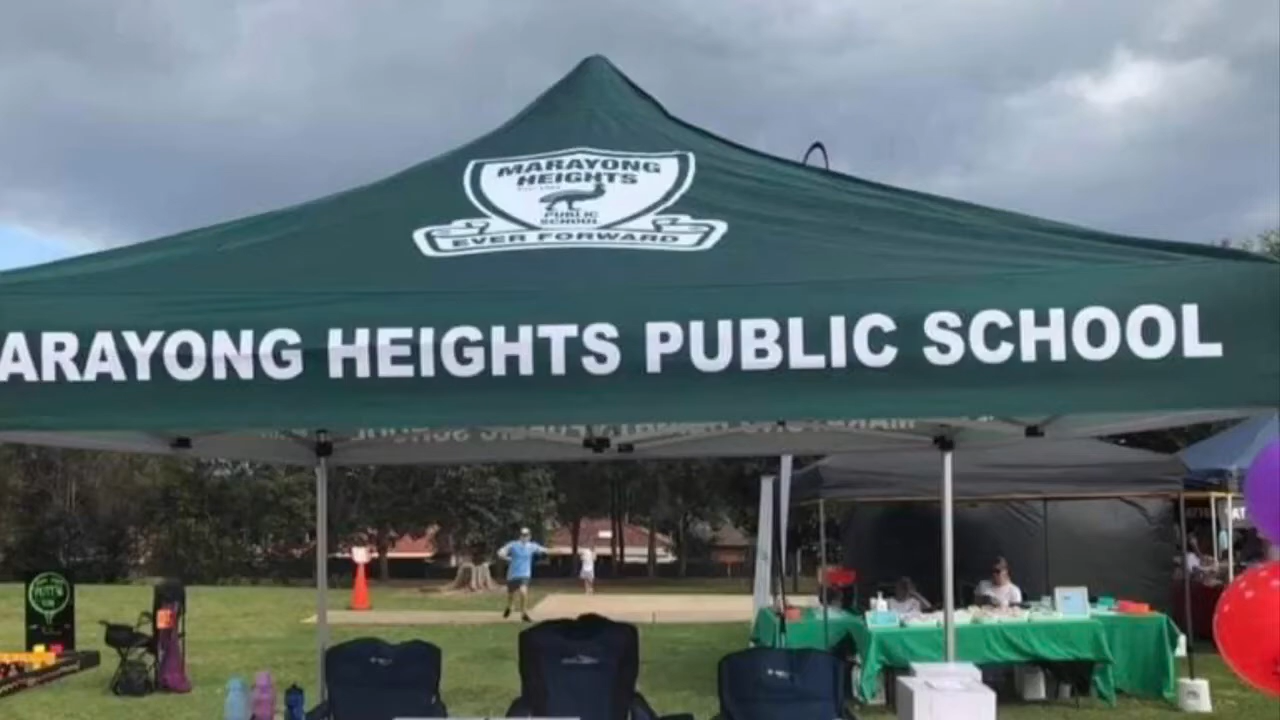 MARAYONG
HEIGHTS
PUBLIC
SCHOOL
EVER FORWARD
ARAYONG HEIGHTS PUBLIC SCHOOL